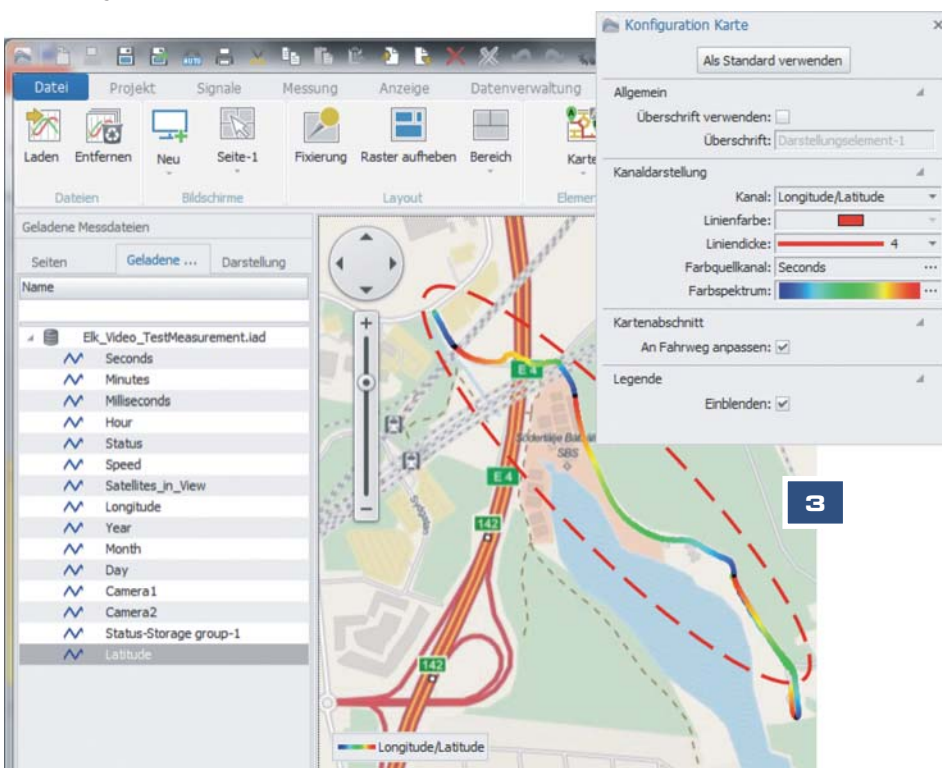 Konfiguration Karte
Als Standard verwenden
Allgemein
Überschrift verwenden:
Überschrift: Darstellungselement-1
Kanaldarstellung
Kanal: Longitude/Latitude
Linienfarbe:
Liniendicke: 4
Farbquellkanal: Seconds
Farbspektrum:
Kartenabschnitt
An Fahrweg anpassen:
Legende
Einblenden:
AUTO
Datei Projekt Signale Messung Anzeige Datenverwaltung
Laden Entfernen Neu Seite-1 Fixierung Raster aufheben Bereich Karte
Dateien Bildschirme Layout
Geladene Messdateien
Seiten Geladene ... Darstellung
Name
Elk_Video_TestMeasurement.iad
Seconds
Minutes
Milliseconds
Hour
Status
Speed
Satellites_in_View
Longitude
Year
Month
Day
Camera1
Camera2
Status-Storage group-1
Latitude
E 4
Södertälje
SBS
E 4
Sydgatan
142
142
Longitude/Latitude
3